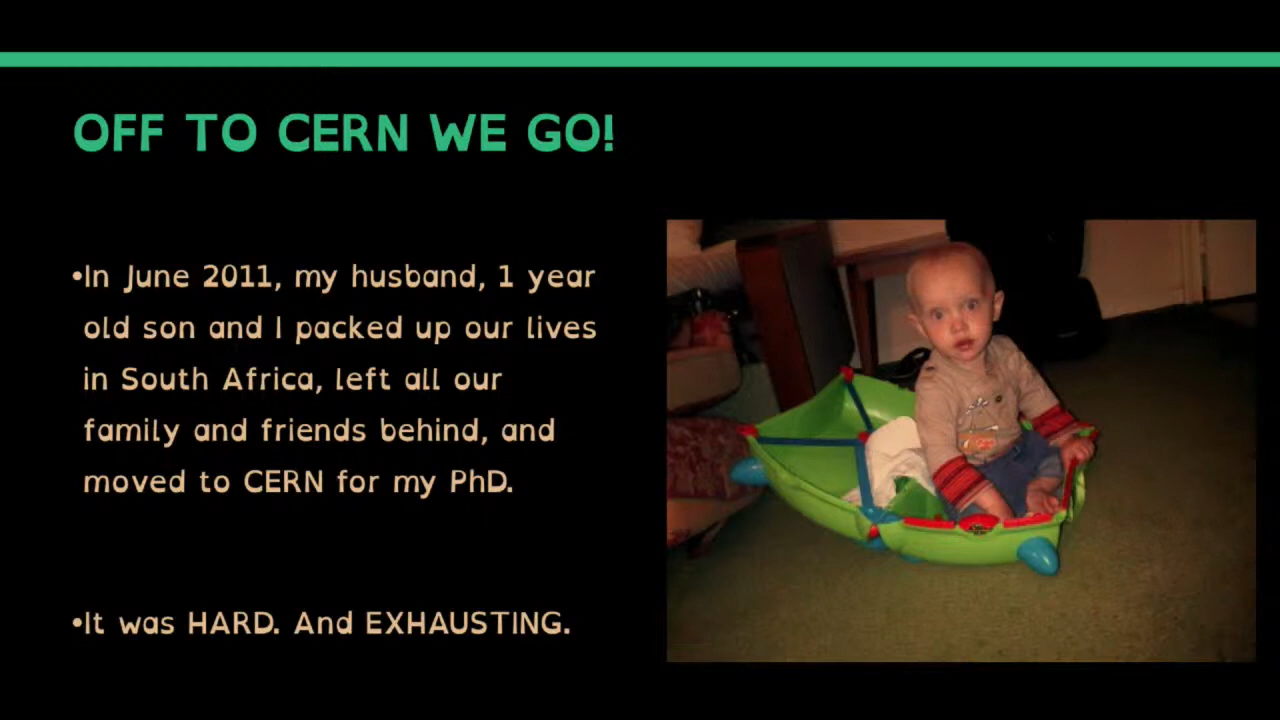 OFF TO CERN WE GO!
•In June 2011, my husband, 1 year
old son and I packed up our lives
in South Africa, left all our
family and friends behind, and
moved to CERN for my PhD.
•It was HARD. And EXHAUSTING.